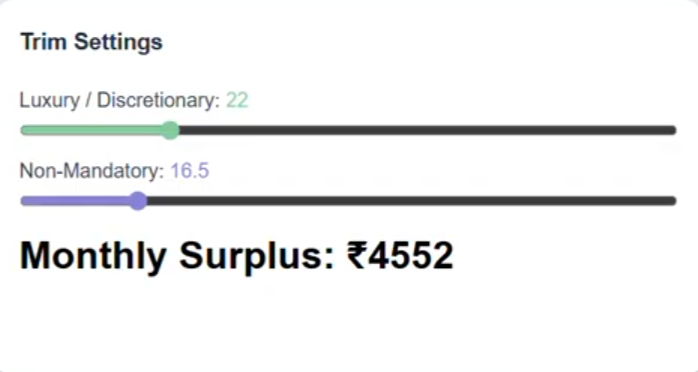 Trim Settings
Luxury / Discretionary: 22
Non-Mandatory: 16.5
Monthly Surplus: ₹4552